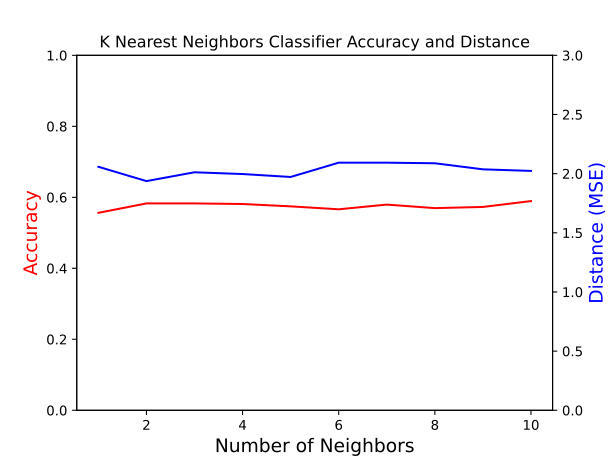 K Nearest Neighbors Classifier Accuracy and Distance
1.0
0.8
0.6
0.4
0.2
0.0
Accuracy
3.0
2.5
2.0
1.5
1.0
0.5
0.0
Distance (MSE)
2 4 6 8 10
Number of Neighbors